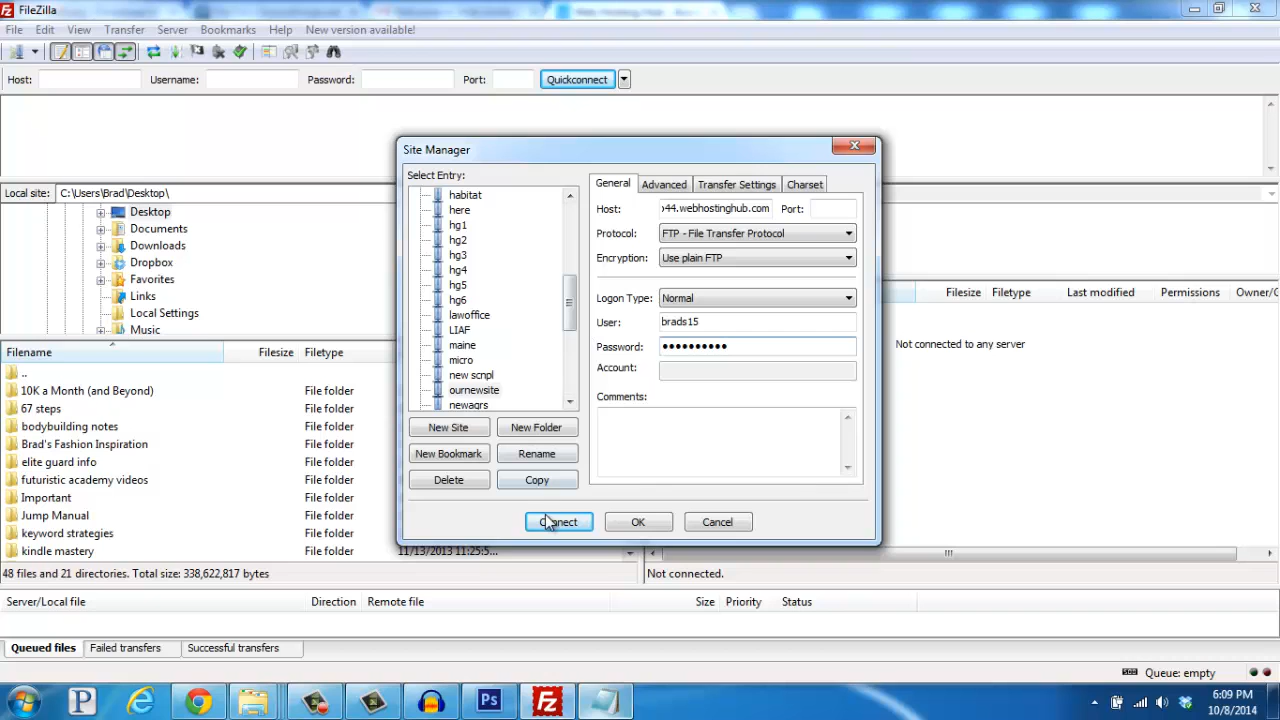 FileZilla
File Edit View Transfer Server Bookmarks Help New version available!
Host: Username: Password: Port: Quickconnect
Site Manager
Select Entry:
habitat
here
hg1
hg2
hg3
hg4
hg5
hg6
lawoffice
LIAF
maine
micro
new scnpl
ournewsite
newagrs
New Site New Folder
New Bookmark Rename
Delete Copy
General Advanced Transfer Settings Charset
Host: o44.webhostinghub.com Port:
Protocol: FTP - File Transfer Protocol
Encryption: Use plain FTP
Logon Type: Normal
User: brads15
Password: ●●●●●●●●●●
Account:
Comments:
Connect OK Cancel
Local site: C:\Users\Brad\Desktop\
Desktop
Documents
Downloads
Dropbox
Favorites
Links
Local Settings
Music
Filename Filesize Filetype
..
10K a Month (and Beyond) File folder
67 steps File folder
bodybuilding notes File folder
Brad's Fashion Inspiration File folder
elite guard info File folder
futuristic academy videos File folder
Important File folder
Jump Manual File folder
keyword strategies File folder
kindle mastery File folder 11/13/2013 11:25:5...
48 files and 21 directories. Total size: 338,622,817 bytes
Filesize Filetype Last modified Permissions Owner/G
Not connected to any server
Not connected.
Server/Local file Direction Remote file Size Priority Status
Queued files Failed transfers Successful transfers
Queue: empty
Ps
Fz
6:09 PM
10/8/2014